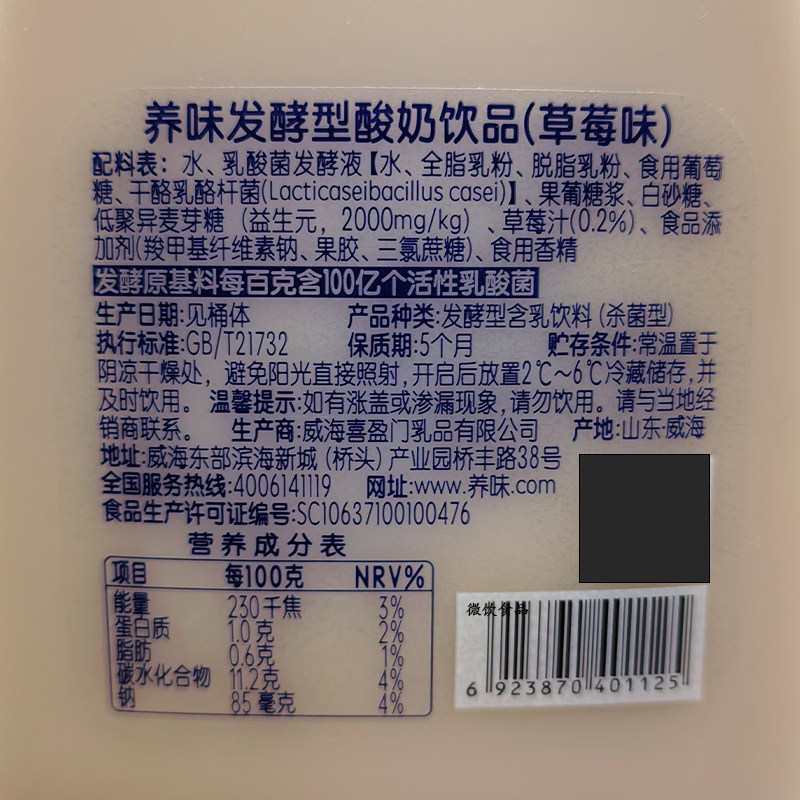 养味发酵型酸奶饮品(草莓味)
配料表：水、乳酸菌发酵液【水、全脂乳粉、脱脂乳粉、食用葡萄
糖、干酪乳酪杆菌(Lacticaseibacillus casei)】、果葡糖浆、白砂糖、
低聚异麦芽糖（益生元，2000mg/kg）、草莓汁(0.2%)、食品添
加剂(羧甲基纤维素钠、果胶、三氯蔗糖)、食用香精
发酵原基料每百克含100亿个活性乳酸菌
生产日期:见桶体 产品种类:发酵型含乳饮料（杀菌型）
执行标准:GB/T21732 保质期:5个月 贮存条件:常温置于
阴凉干燥处，避免阳光直接照射,开启后放置2℃~6℃冷藏储存,并
及时饮用。温馨提示:如有涨盖或渗漏现象,请勿饮用。请与当地经
销商联系。 生产商:威海喜盈门乳品有限公司 产地:山东·威海
地址:威海东部滨海新城（桥头）产业园桥丰路38号
全国服务热线:4006141119 网址:www.养味.com
食品生产许可证编号:SC10637100100476
营养成分表
项目 每100克 NRV%
能量 230千焦 3%
蛋白质 1.0克 2%
脂肪 0.6克 1%
碳水化合物 11.2克 4%
钠 85毫克 4%
微饮食品
6 923870 401125